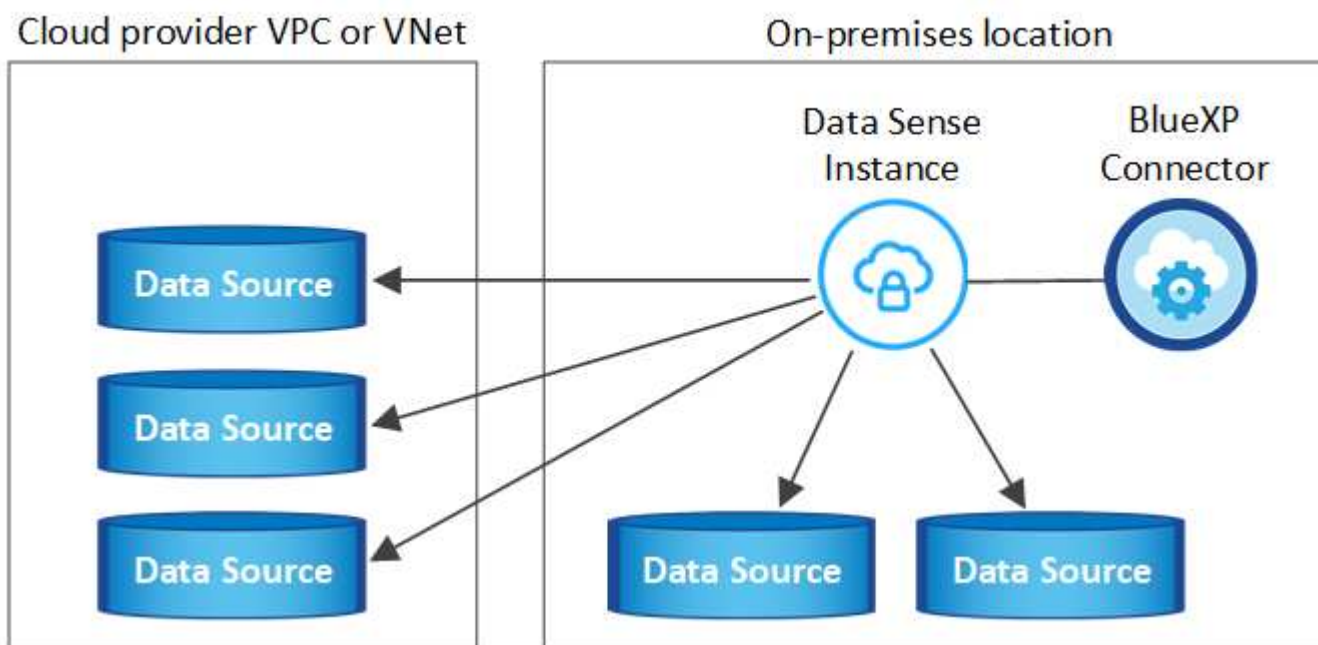 Cloud provider VPC or VNet
On-premises location
Data Sense
Instance
BlueXP
Connector
Data Source
Data Source
Data Source
Data Source
Data Source